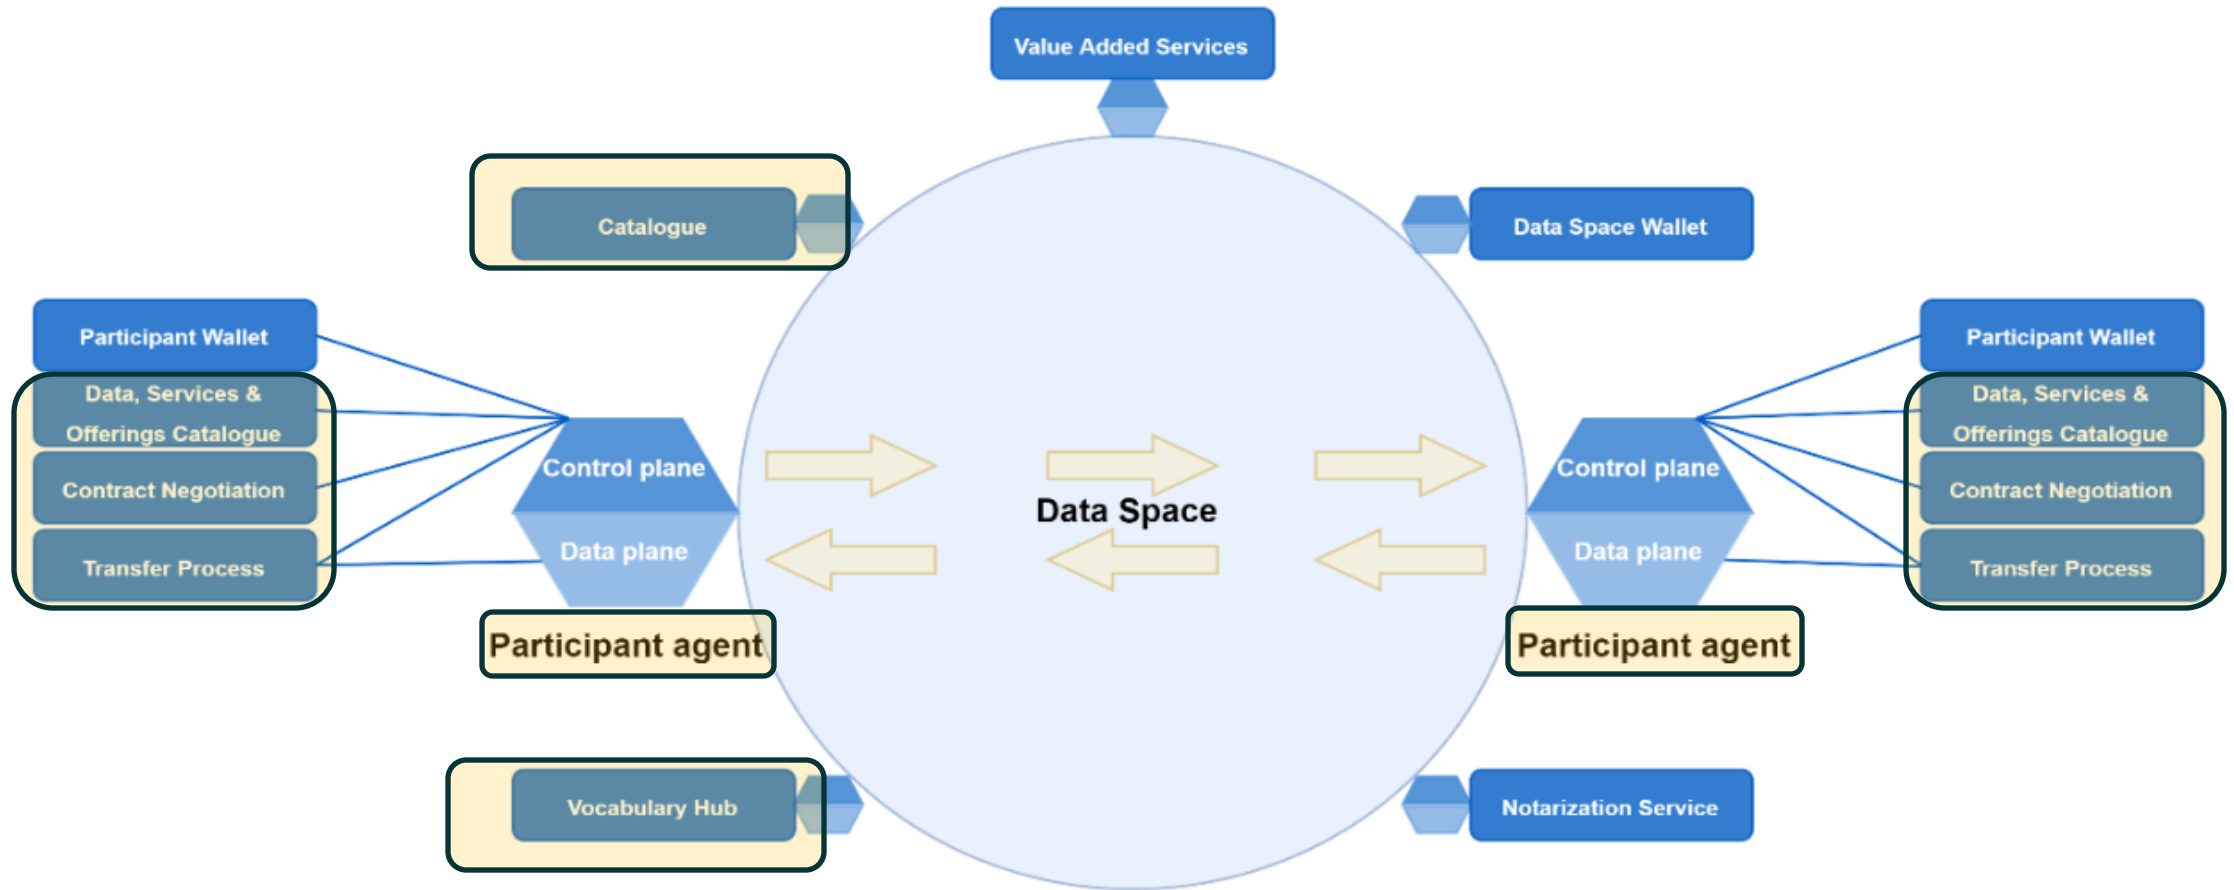 Value Added Services
Catalogue
Data Space Wallet
Participant Wallet
Data, Services &
Offerings Catalogue
Contract Negotiation
Transfer Process
Control plane
Data plane
Participant agent
Data Space
Control plane
Data plane
Participant agent
Participant Wallet
Data, Services &
Offerings Catalogue
Contract Negotiation
Transfer Process
Vocabulary Hub
Notarization Service